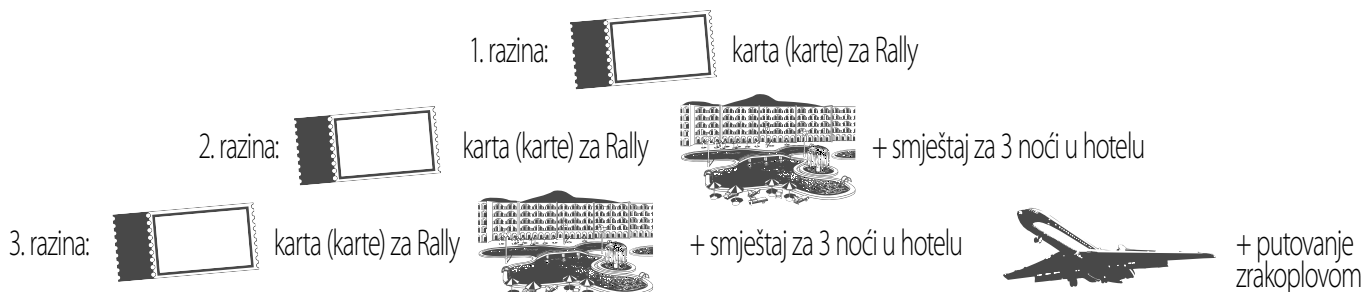 1. razina: karta (karte) za Rally
2. razina: karta (karte) za Rally + smještaj za 3 noći u hotelu
3. razina: karta (karte) za Rally + smještaj za 3 noći u hotelu + putovanje
zrakoplovom